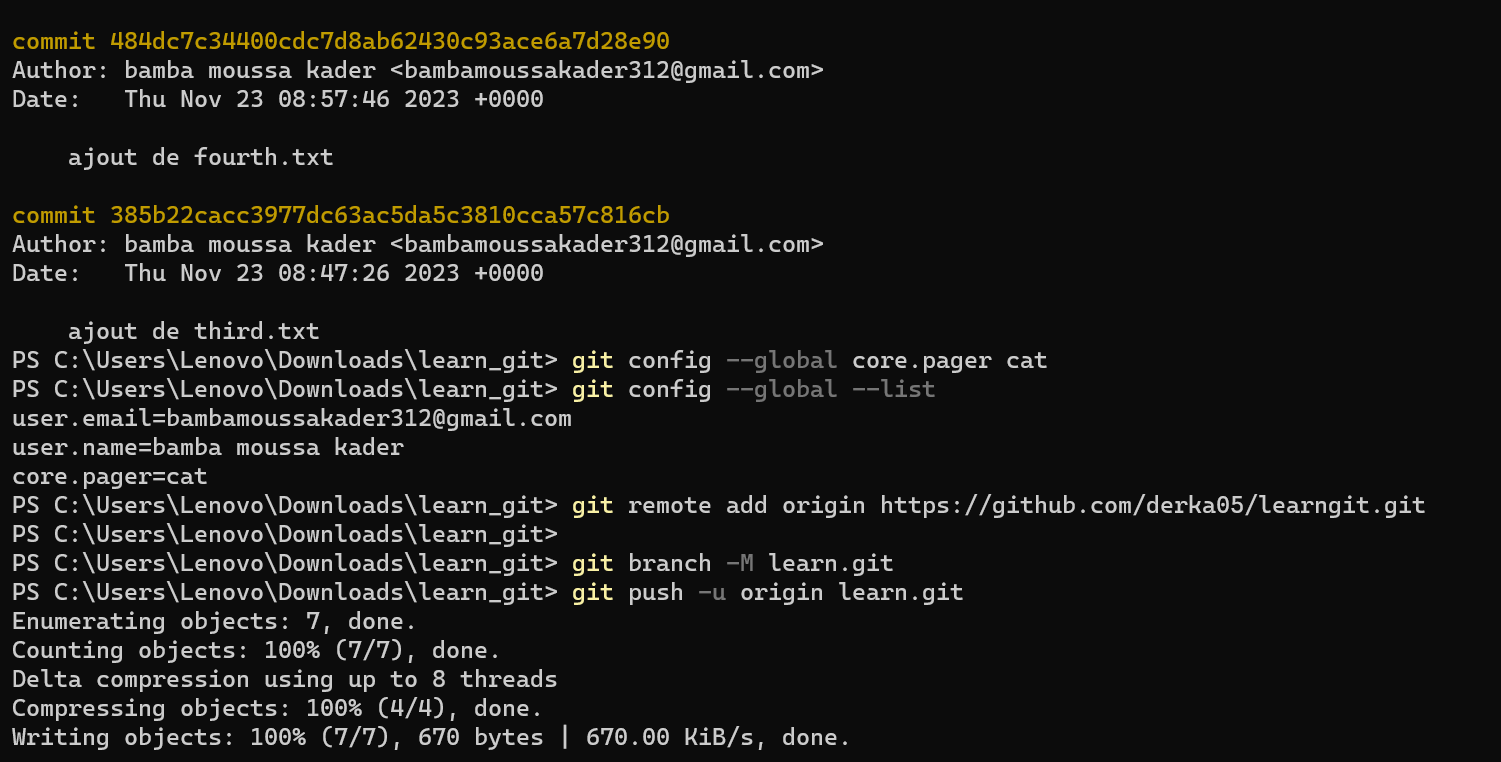 commit 484dc7c34400cdc7d8ab62430c93ace6a7d28e90
Author: bamba moussa kader <bambamoussakader312@gmail.com>
Date:   Thu Nov 23 08:57:46 2023 +0000
    ajout de fourth.txt
commit 385b22cacc3977dc63ac5da5c3810cca57c816cb
Author: bamba moussa kader <bambamoussakader312@gmail.com>
Date:   Thu Nov 23 08:47:26 2023 +0000
    ajout de third.txt
PS C:\Users\Lenovo\Downloads\learn_git> git config --global core.pager cat
PS C:\Users\Lenovo\Downloads\learn_git> git config --global --list
user.email=bambamoussakader312@gmail.com
user.name=bamba moussa kader
core.pager=cat
PS C:\Users\Lenovo\Downloads\learn_git> git remote add origin https://github.com/derka05/learngit.git
PS C:\Users\Lenovo\Downloads\learn_git>
PS C:\Users\Lenovo\Downloads\learn_git> git branch -M learn.git
PS C:\Users\Lenovo\Downloads\learn_git> git push -u origin learn.git
Enumerating objects: 7, done.
Counting objects: 100% (7/7), done.
Delta compression using up to 8 threads
Compressing objects: 100% (4/4), done.
Writing objects: 100% (7/7), 670 bytes | 670.00 KiB/s, done.